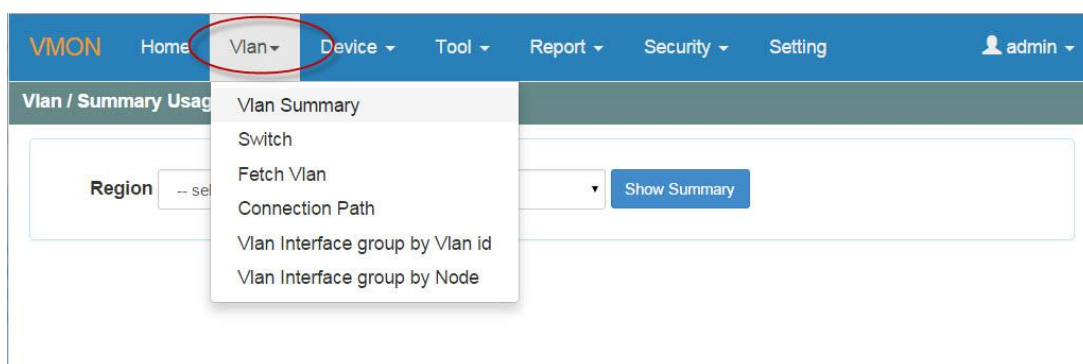 VMON Home Vlan Device Tool Report Security Setting admin
Vlan / Summary Usag
Vlan Summary
Switch
Fetch Vlan
Connection Path
Vlan Interface group by Vlan id
Vlan Interface group by Node
Region -- sel Show Summary